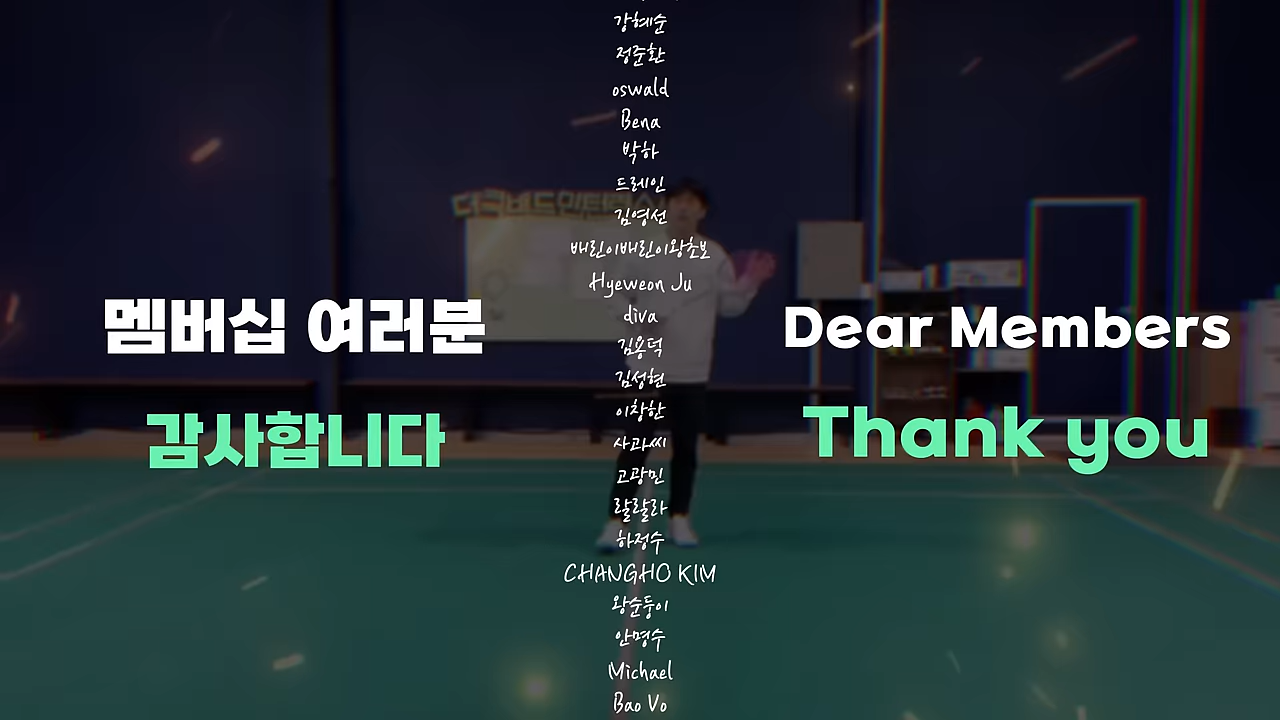 강혜순
정준환
oswald
Bena
박하
드레인
김영선
배린이배린이왕초보
Hyeweon Ju
diva
김용덕
김성현
이창한
사과씨
고광민
랄랄라
하정수
CHANGHO KIM
왕순둥이
안명수
Michael
Bao Vo
멤버십 여러분
감사합니다
Dear Members
Thank you